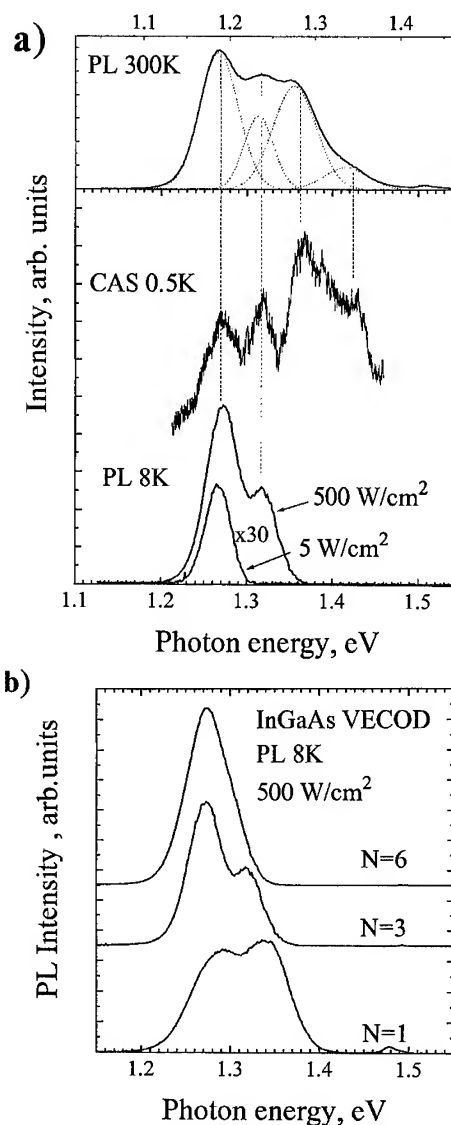 1.1 1.2 1.3 1.4
a)
PL 300K
CAS 0.5K
PL 8K
500 W/cm²
x30
5 W/cm²
Intensity, arb. units
1.1 1.2 1.3 1.4 1.5
Photon energy, eV
b)
InGaAs VECOD
PL 8K
500 W/cm²
N=6
N=3
N=1
PL Intensity , arb.units
1.2 1.3 1.4 1.5
Photon energy, eV